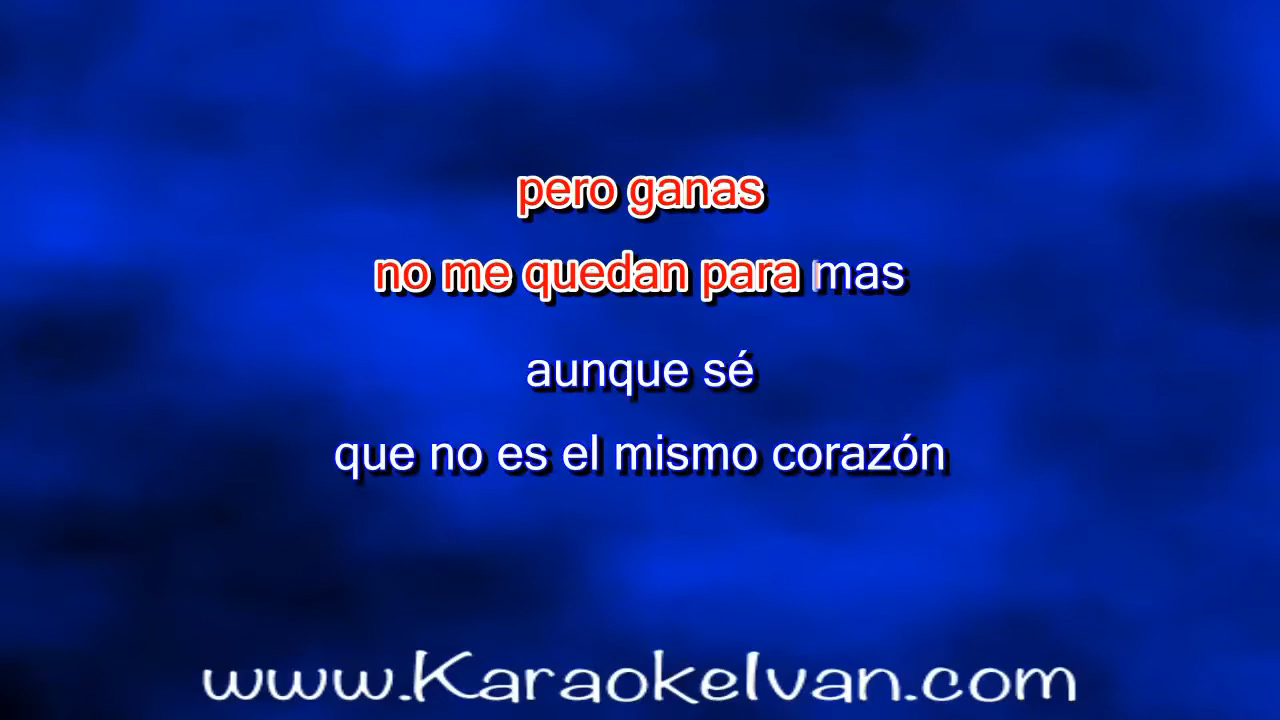 pero ganas
no me quedan para mas
aunque sé
que no es el mismo corazón
www.KaraokeIvan.com